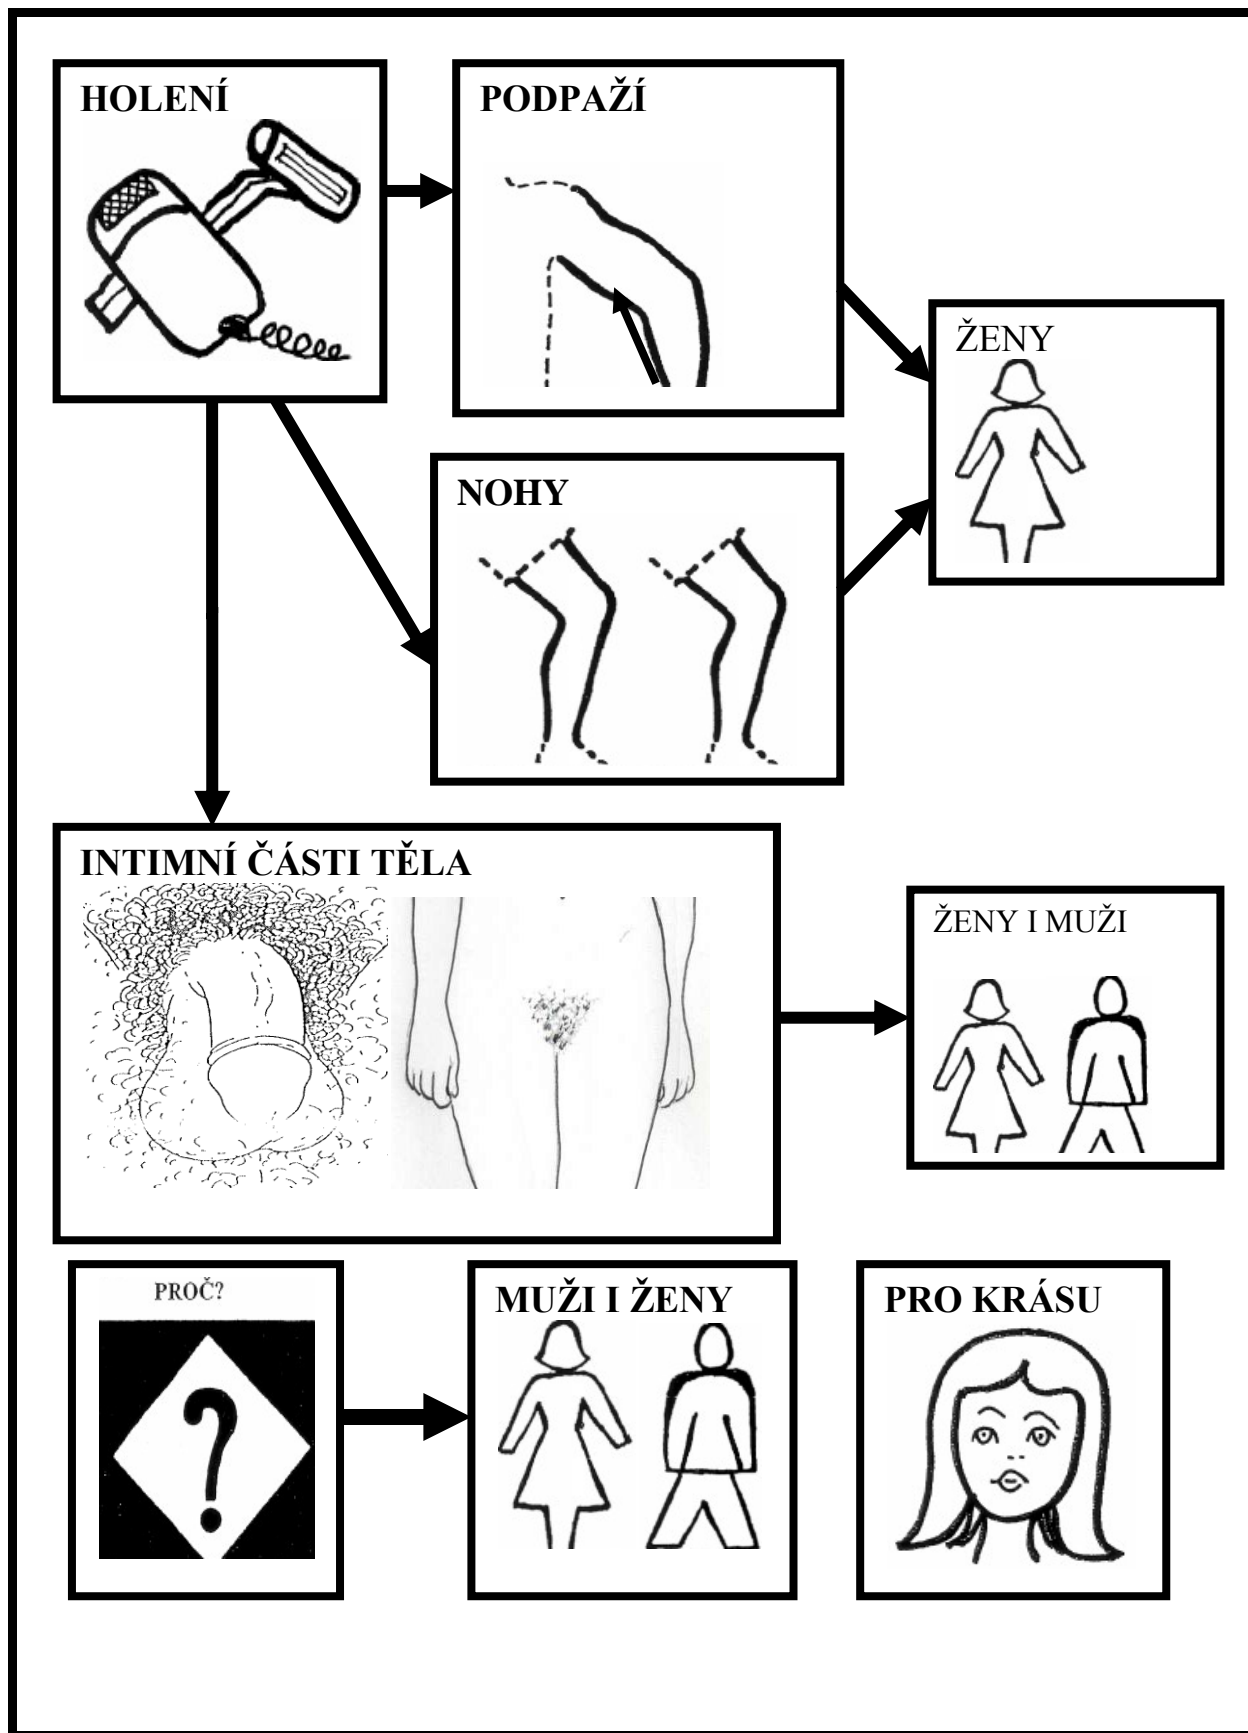 HOLENÍ
PODPAŽÍ
ŽENY
NOHY
INTIMNÍ ČÁSTI TĚLA
ŽENY I MUŽI
PROČ?
?
MUŽI I ŽENY
PRO KRÁSU